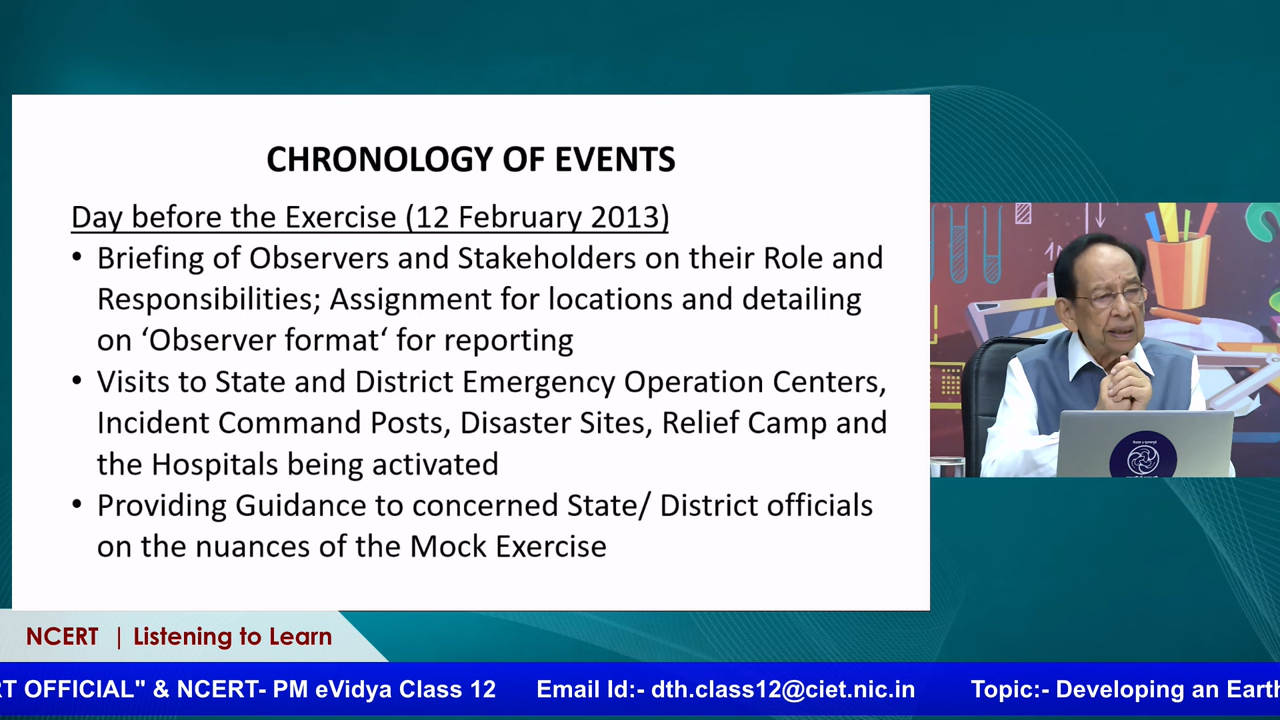 CHRONOLOGY OF EVENTS
Day before the Exercise (12 February 2013)
• Briefing of Observers and Stakeholders on their Role and
Responsibilities; Assignment for locations and detailing
on ‘Observer format‘ for reporting
• Visits to State and District Emergency Operation Centers,
Incident Command Posts, Disaster Sites, Relief Camp and
the Hospitals being activated
• Providing Guidance to concerned State/ District officials
on the nuances of the Mock Exercise
NCERT | Listening to Learn
RT OFFICIAL" & NCERT- PM eVidya Class 12 Email Id:- dth.class12@ciet.nic.in Topic:- Developing an Earth